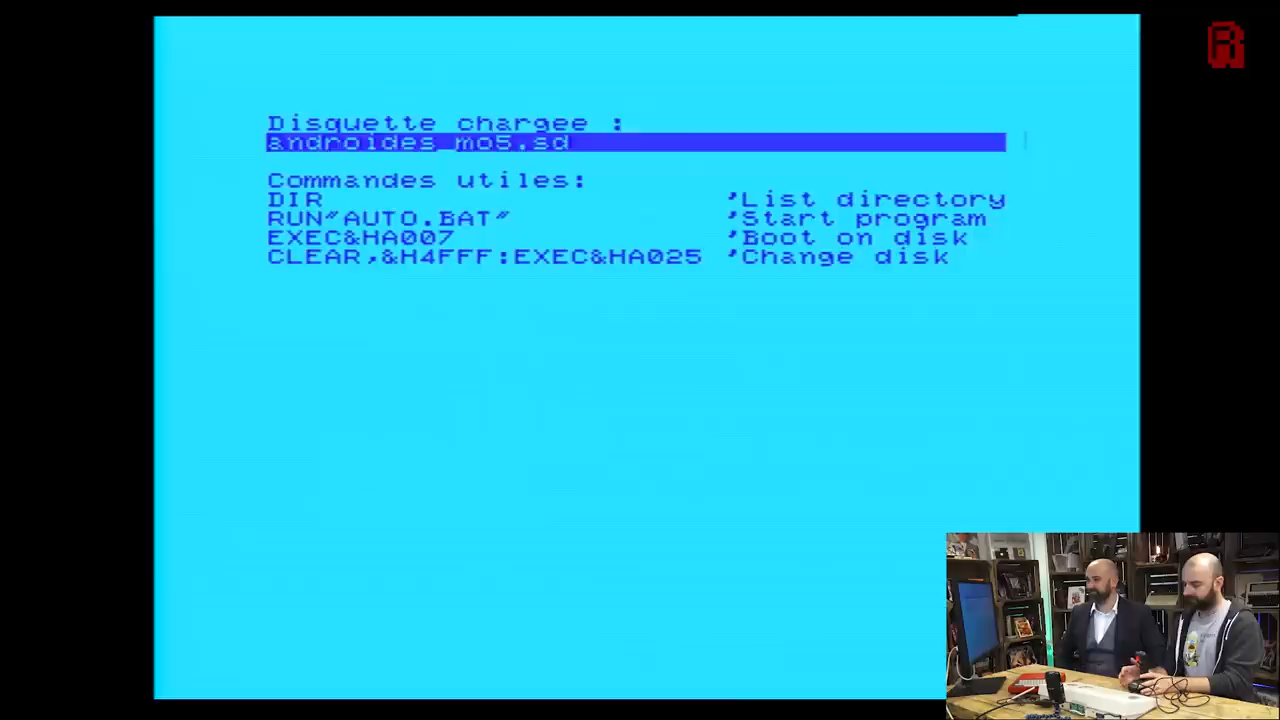 Disquette chargee :
androides_mo5.sd
Commandes utiles:
DIR 'List directory
RUN"AUTO.BAT" 'Start program
EXEC&HA007 'Boot on disk
CLEAR,&H4FFF:EXEC&HA025 'Change disk